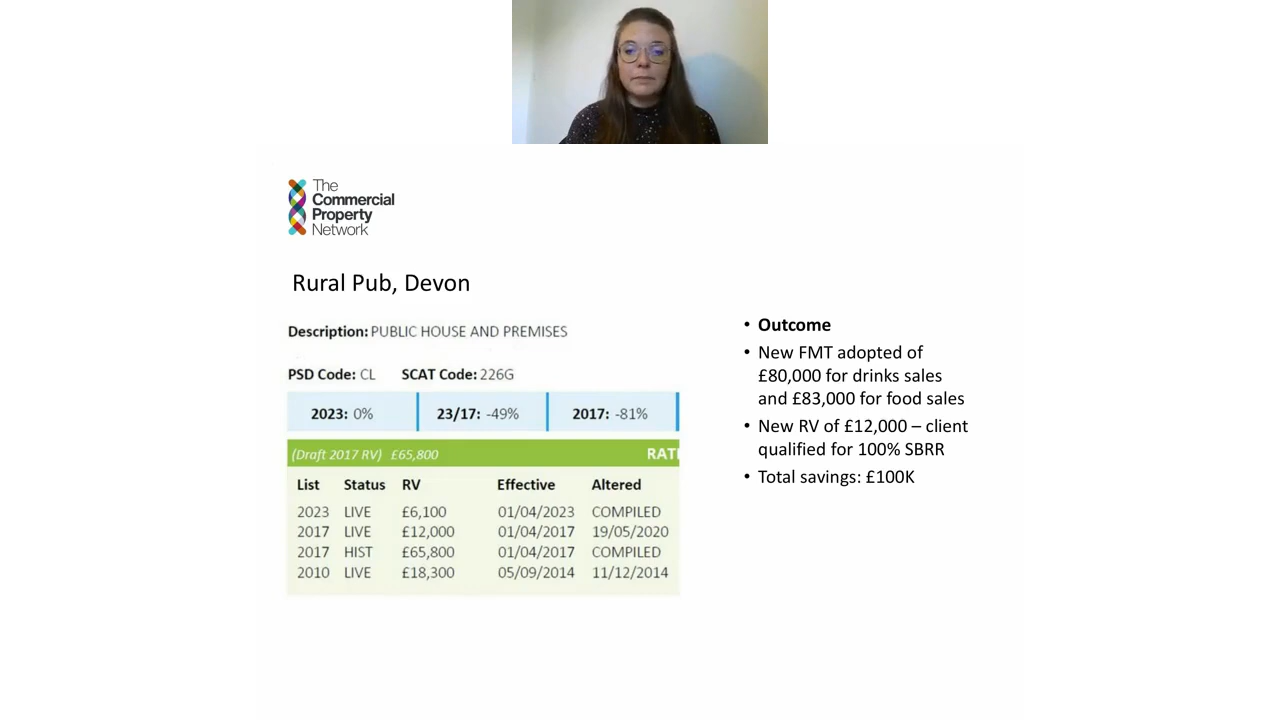 The
Commercial
Property
Network
Rural Pub, Devon
Description: PUBLIC HOUSE AND PREMISES
PSD Code: CL SCAT Code: 226G
2023: 0% 23/17: -49% 2017: -81%
(Draft 2017 RV) £65,800 RATI
List Status RV Effective Altered
2023 LIVE £6,100 01/04/2023 COMPILED
2017 LIVE £12,000 01/04/2017 19/05/2020
2017 HIST £65,800 01/04/2017 COMPILED
2010 LIVE £18,300 05/09/2014 11/12/2014
• Outcome
• New FMT adopted of
£80,000 for drinks sales
and £83,000 for food sales
• New RV of £12,000 – client
qualified for 100% SBRR
• Total savings: £100K